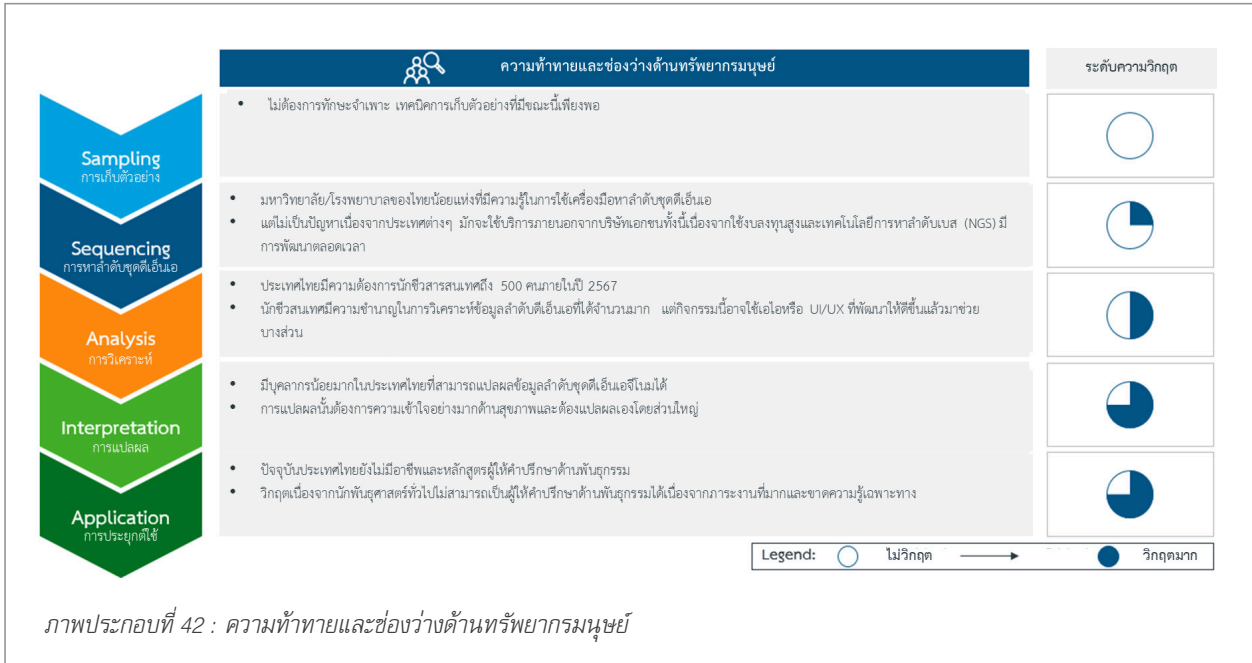 ความท้าทายและช่องว่างด้านทรัพยากรมนุษย์
ระดับความวิกฤต
Sampling
การเก็บตัวอย่าง
• ไม่ต้องการทักษะจำเพาะ เทคนิคการเก็บตัวอย่างที่มีขณะนี้เพียงพอ
Sequencing
การหาลำดับชุดดีเอ็นเอ
• มหาวิทยาลัย/โรงพยาบาลของไทยน้อยแห่งที่มีความรู้ในการใช้เครื่องมือหาลำดับชุดดีเอ็นเอ
• แต่ไม่เป็นปัญหาเนื่องจากประเทศต่างๆ มักจะใช้บริการภายนอกจากบริษัทเอกชนทั้งนี้เนื่องจากใช้งบลงทุนสูงและเทคโนโลยีการหาลำดับเบส (NGS) มี
การพัฒนาตลอดเวลา
Analysis
การวิเคราะห์
• ประเทศไทยมีความต้องการนักชีวสารสนเทศถึง 500 คนภายในปี 2567
• นักชีวสนเทศมีความชำนาญในการวิเคราะห์ข้อมูลลำดับดีเอ็นเอที่ได้จำนวนมาก แต่กิจกรรมนี้อาจใช้เอไอหรือ UI/UX ที่พัฒนาให้ดีขึ้นแล้วมาช่วย
บางส่วน
Interpretation
การแปลผล
• มีบุคลากรน้อยมากในประเทศไทยที่สามารถแปลผลข้อมูลลำดับชุดดีเอ็นเอจีโนมได้
• การแปลผลนั้นต้องการความเข้าใจอย่างมากด้านสุขภาพและต้องแปลผลเองโดยส่วนใหญ่
Application
การประยุกต์ใช้
• ปัจจุบันประเทศไทยยังไม่มีอาชีพและหลักสูตรผู้ให้คำปรึกษาด้านพันธุกรรม
• วิกฤตเนื่องจากนักพันธุศาสตร์ทั่วไปไม่สามารถเป็นผู้ให้คำปรึกษาด้านพันธุกรรมได้เนื่องจากภาระงานที่มากและขาดความรู้เฉพาะทาง
Legend: ไม่วิกฤต วิกฤตมาก
ภาพประกอบที่ 42 : ความท้าทายและช่องว่างด้านทรัพยากรมนุษย์